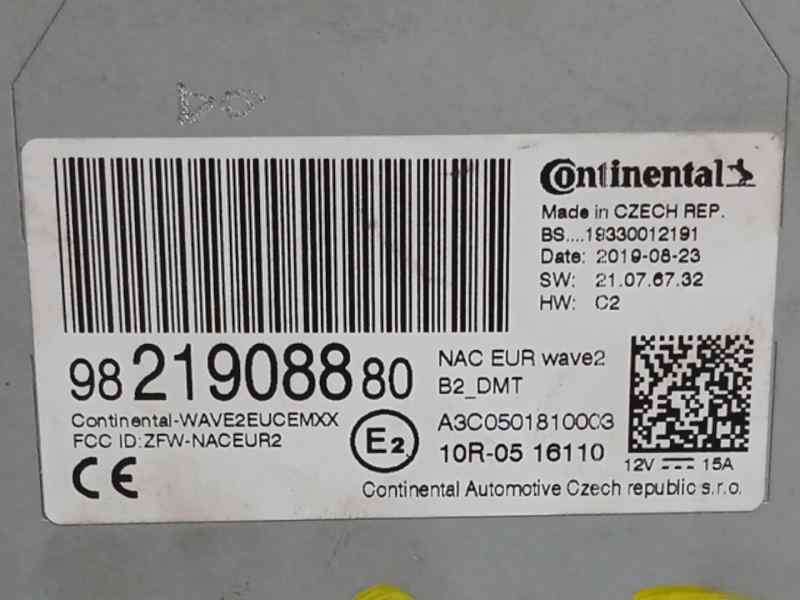 Continental
Made in CZECH REP.
BS....19330012191
Date: 2019-08-23
SW: 21.07.67.32
HW: C2
98 219088 80
NAC EUR wave2
B2_DMT
Continental-WAVE2EUCEMXX
FCC ID:ZFW-NACEUR2
E2
A3C0501810003
10R-05 16110
12V 15A
CE
Continental Automotive Czech republic s.r.o.